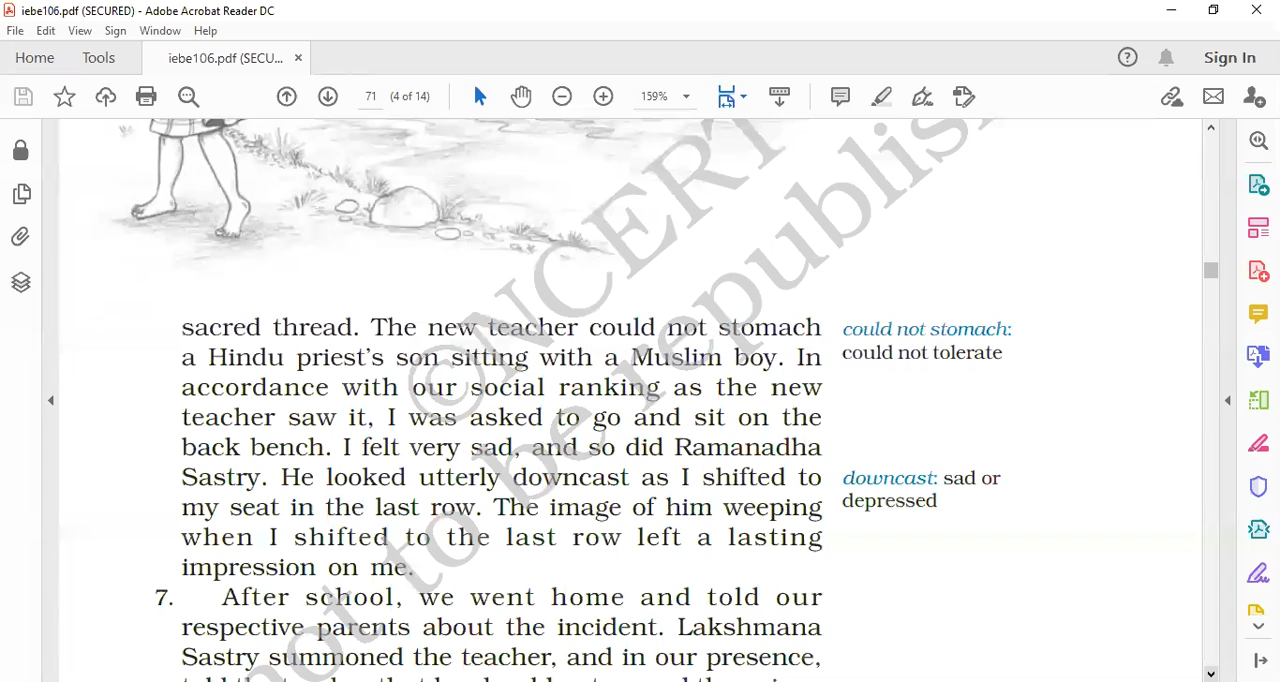 iebe106.pdf (SECURED) - Adobe Acrobat Reader DC
File Edit View Sign Window Help
Home Tools iebe106.pdf (SECU... × Sign In
71 (4 of 14) 159%
©NCERT
not to be republish
sacred thread. The new teacher could not stomach
a Hindu priest's son sitting with a Muslim boy. In
accordance with our social ranking as the new
teacher saw it, I was asked to go and sit on the
back bench. I felt very sad, and so did Ramanadha
Sastry. He looked utterly downcast as I shifted to
my seat in the last row. The image of him weeping
when I shifted to the last row left a lasting
impression on me.
could not stomach:
could not tolerate
downcast: sad or
depressed
7. After school, we went home and told our
respective parents about the incident. Lakshmana
Sastry summoned the teacher, and in our presence,